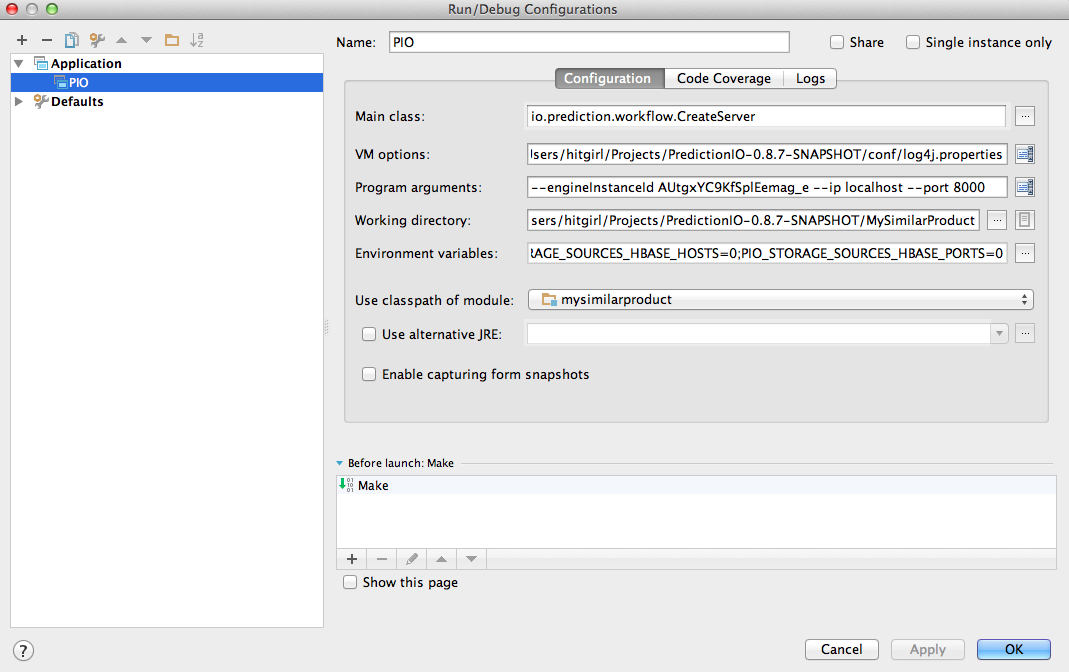 Run/Debug Configurations
Application
PIO
Defaults
Name: PIO Share Single instance only
Configuration Code Coverage Logs
Main class: io.prediction.workflow.CreateServer ...
VM options: sers/hitgirl/Projects/PredictionIO-0.8.7-SNAPSHOT/conf/log4j.properties
Program arguments: --engineInstanceId AUtgxYC9KfSplEemag_e --ip localhost --port 8000
Working directory: sers/hitgirl/Projects/PredictionIO-0.8.7-SNAPSHOT/MySimilarProduct ...
Environment variables: RAGE_SOURCES_HBASE_HOSTS=0;PIO_STORAGE_SOURCES_HBASE_PORTS=0 ...
Use classpath of module: mysimilarproduct
Use alternative JRE: ...
Enable capturing form snapshots
Before launch: Make
Make
Show this page
? Cancel Apply OK